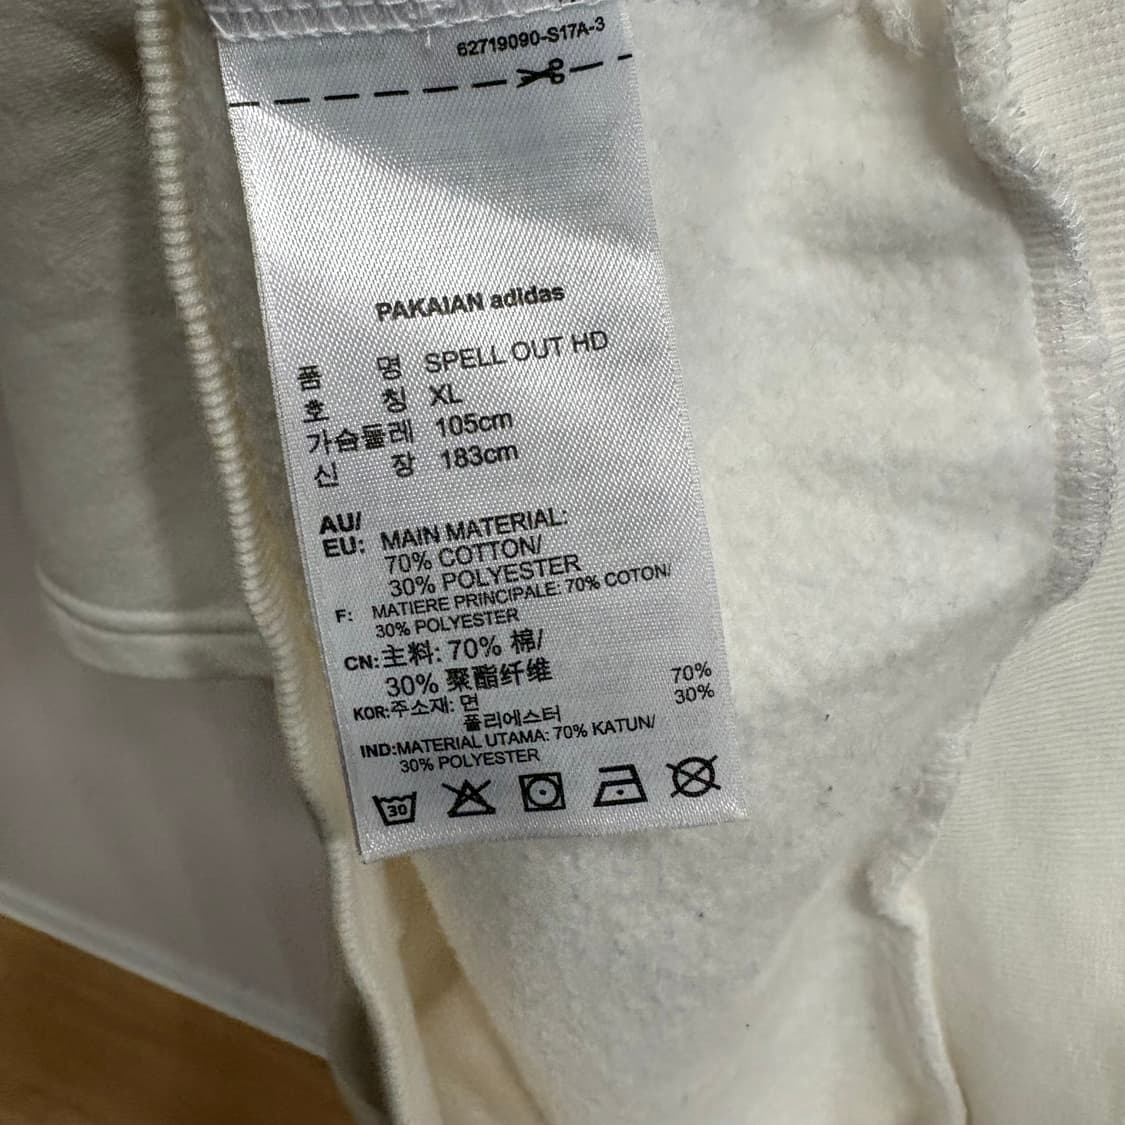 62719090-S17A-3
PAKAIAN adidas
품 명 SPELL OUT HD
호 칭 XL
가슴둘레 105cm
신 장 183cm
AU/
EU: MAIN MATERIAL:
70% COTTON/
30% POLYESTER
F: MATIERE PRINCIPALE: 70% COTON/
30% POLYESTER
CN:主料: 70% 棉/
30% 聚酯纤维
KOR:주소재: 면 70%
폴리에스터 30%
IND:MATERIAL UTAMA: 70% KATUN/
30% POLYESTER
30